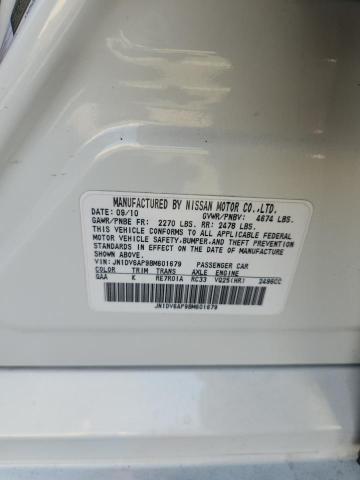 MANUFACTURED BY NISSAN MOTOR CO.,LTD.
DATE: 09/10 GVWR/PNBV: 4674 LBS.
GAWR/PNBE FR: 2270 LBS. RR: 2478 LBS.
THIS VEHICLE CONFORMS TO ALL APPLICABLE FEDERAL
MOTOR VEHICLE SAFETY,BUMPER,AND THEFT PREVENTION
STANDARDS IN EFFECT ON THE DATE OF MANUFACTURE
SHOWN ABOVE.
VIN: JN1DV6AP9BM601679 PASSENGER CAR
COLOR TRIM TRANS AXLE ENGINE
QAA K RE7R01A RC33 VQ25(HR) 2496CC
JN1DV6AP9BM601679